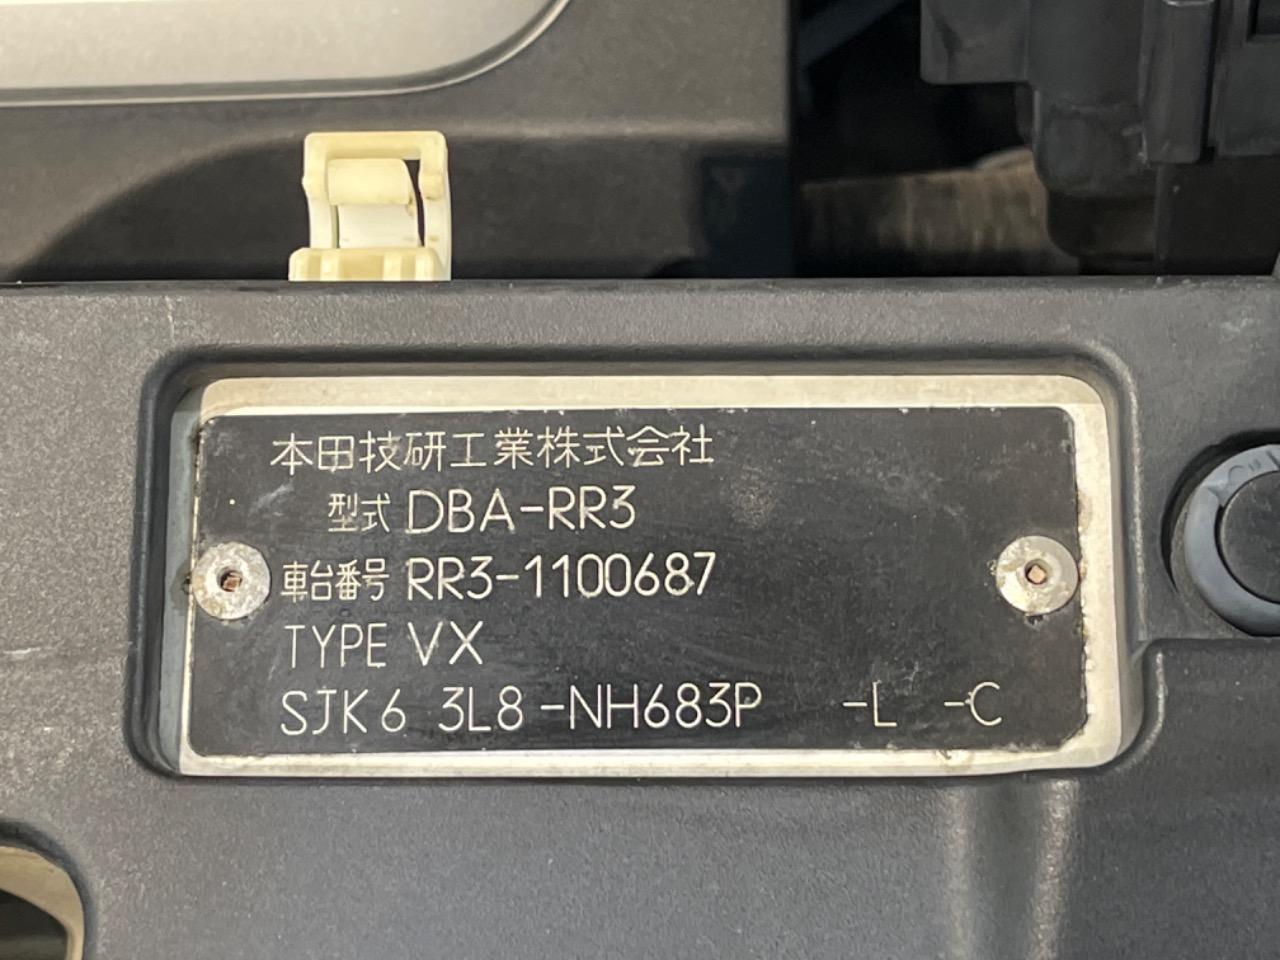 本田技研工業株式会社
型式 DBA-RR3
車台番号 RR3-1100687
TYPE VX
SJK6 3L8-NH683P -L -C